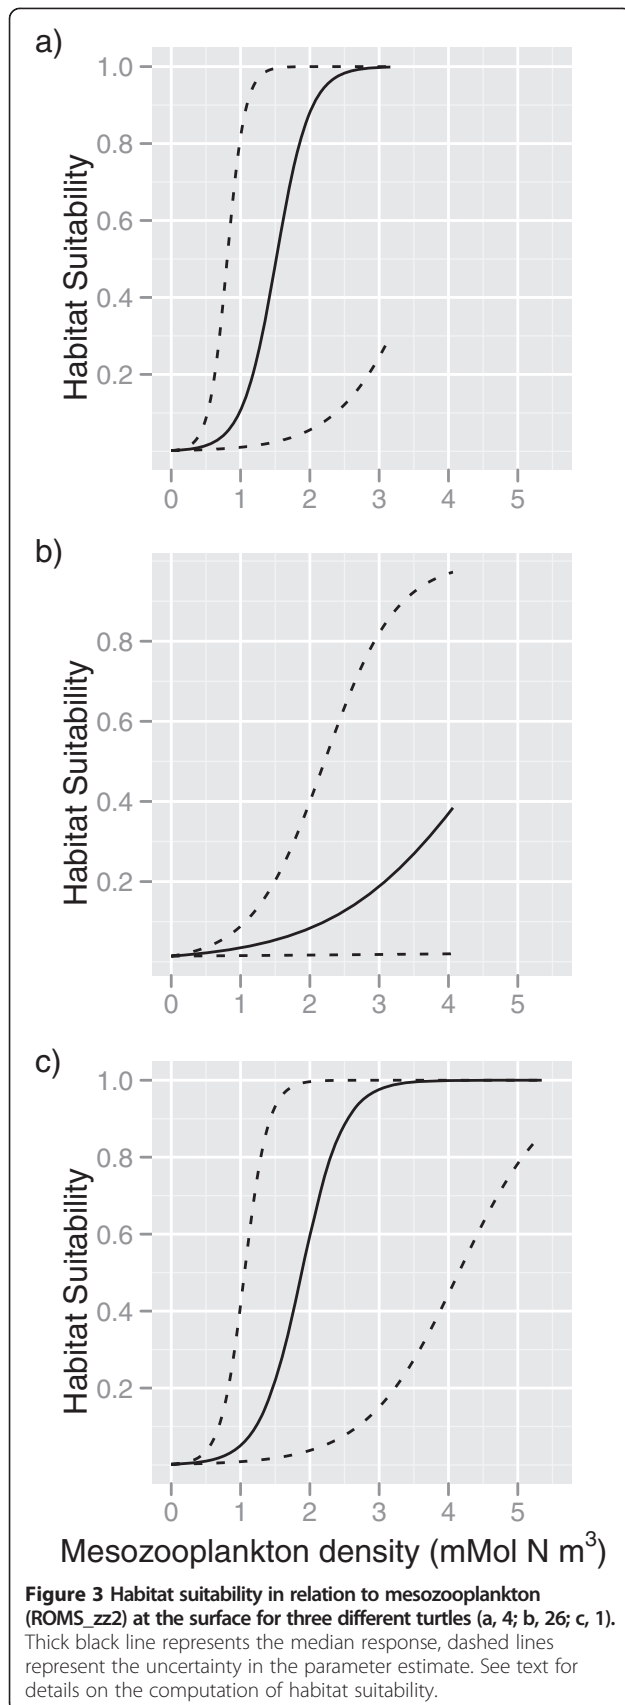 a)
1.0
0.8
0.6
0.4
0.2
Habitat Suitability
0 1 2 3 4 5
b)
0.8
0.6
0.4
0.2
Habitat Suitability
0 1 2 3 4 5
c)
1.0
0.8
0.6
0.4
0.2
Habitat Suitability
0 1 2 3 4 5
Mesozooplankton density (mMol N m³)
Figure 3 Habitat suitability in relation to mesozooplankton
(ROMS_zz2) at the surface for three different turtles (a, 4; b, 26; c, 1).
Thick black line represents the median response, dashed lines
represent the uncertainty in the parameter estimate. See text for
details on the computation of habitat suitability.